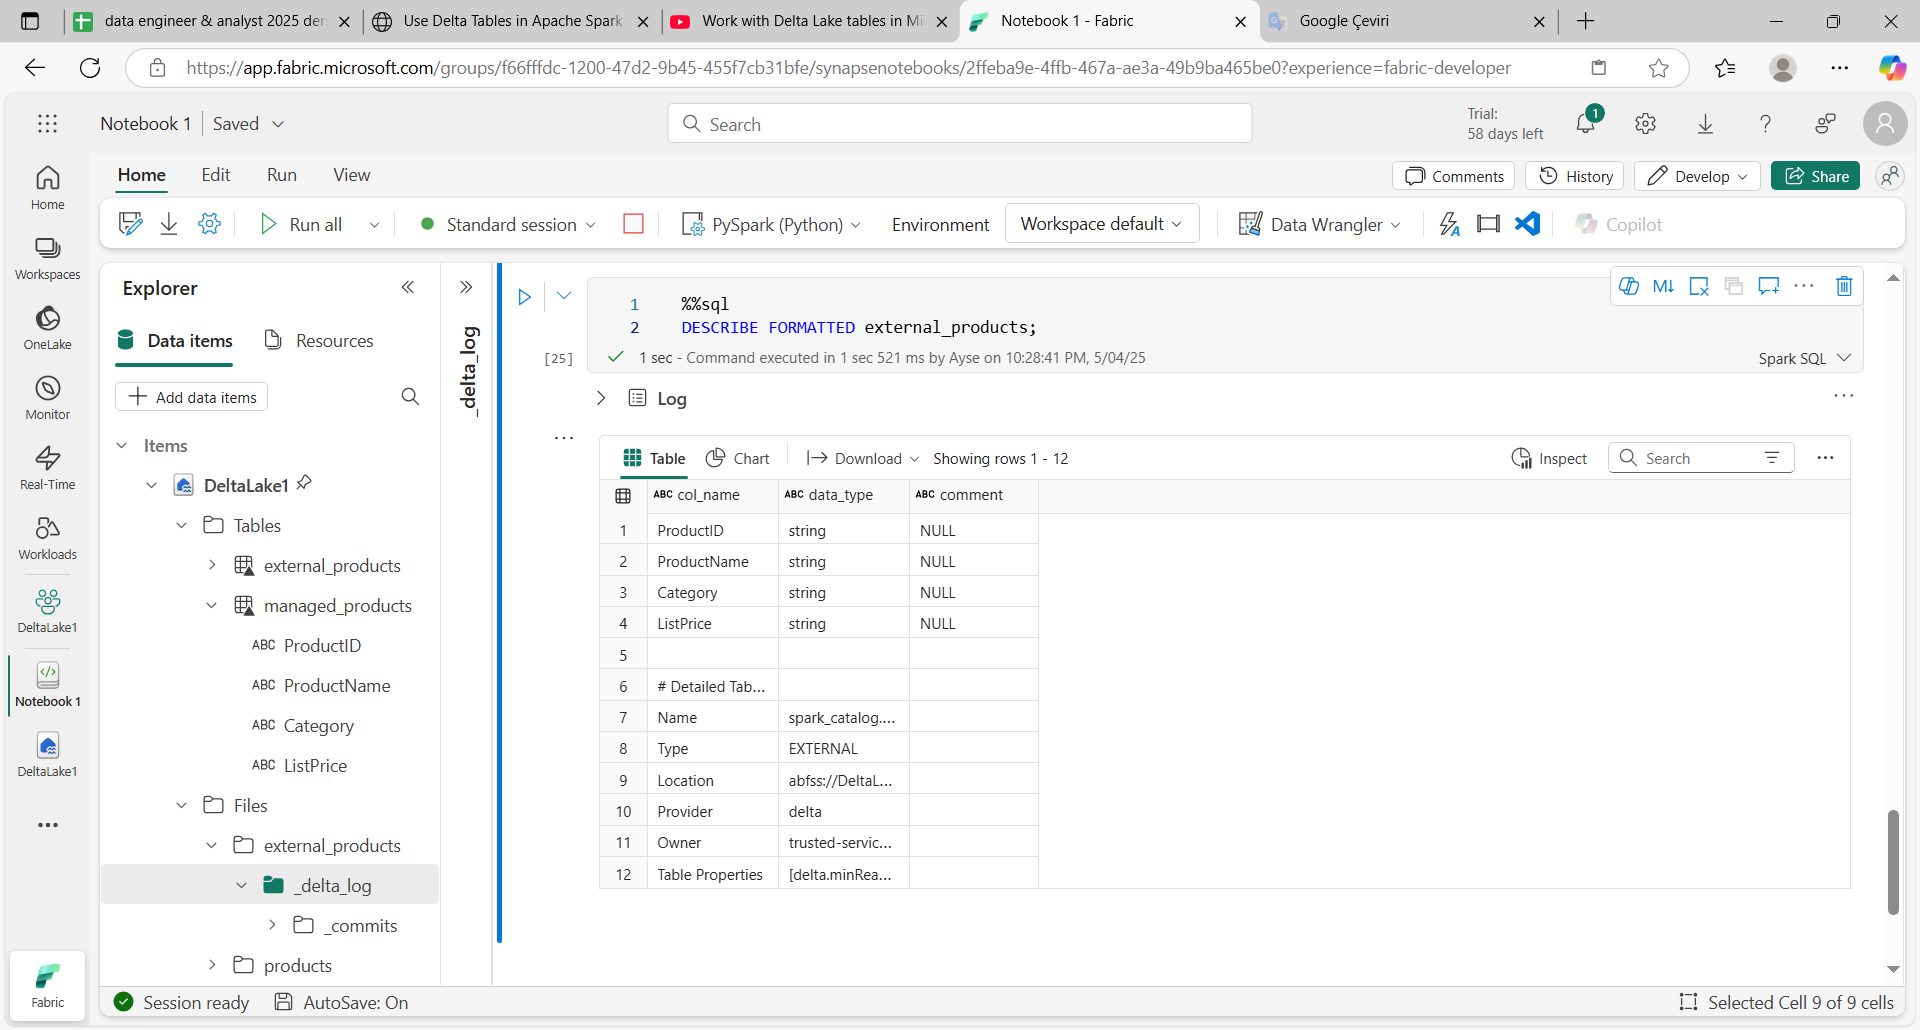 data engineer & analyst 2025 der
Use Delta Tables in Apache Spark
Work with Delta Lake tables in Mi
Notebook 1 - Fabric
Google Çeviri
https://app.fabric.microsoft.com/groups/f66fffdc-1200-47d2-9b45-455f7cb31bfe/synapsenotebooks/2ffeba9e-4ffb-467a-ae3a-49b9ba465be0?experience=fabric-developer
Notebook 1
Saved
Search
Trial:
58 days left
1
Home
Edit
Run
View
Comments
History
Develop
Share
Run all
Standard session
PySpark (Python)
Environment
Workspace default
Data Wrangler
Copilot
Home
Workspaces
OneLake
Monitor
Real-Time
Workloads
DeltaLake1
Notebook 1
DeltaLake1
Fabric
Explorer
Data items
Resources
Add data items
Items
DeltaLake1
Tables
external_products
managed_products
ABC ProductID
ABC ProductName
ABC Category
ABC ListPrice
Files
external_products
_delta_log
_commits
products
_delta_log
1 %%sql
2 DESCRIBE FORMATTED external_products;
[25]
1 sec - Command executed in 1 sec 521 ms by Ayse on 10:28:41 PM, 5/04/25
Spark SQL
M↓
Log
Table
Chart
Download
Showing rows 1 - 12
Inspect
Search
ABC col_name ABC data_type ABC comment
1 ProductID string NULL
2 ProductName string NULL
3 Category string NULL
4 ListPrice string NULL
5
6 # Detailed Tab...
7 Name spark_catalog....
8 Type EXTERNAL
9 Location abfss://DeltaL...
10 Provider delta
11 Owner trusted-servic...
12 Table Properties [delta.minRea...
Session ready
AutoSave: On
Selected Cell 9 of 9 cells